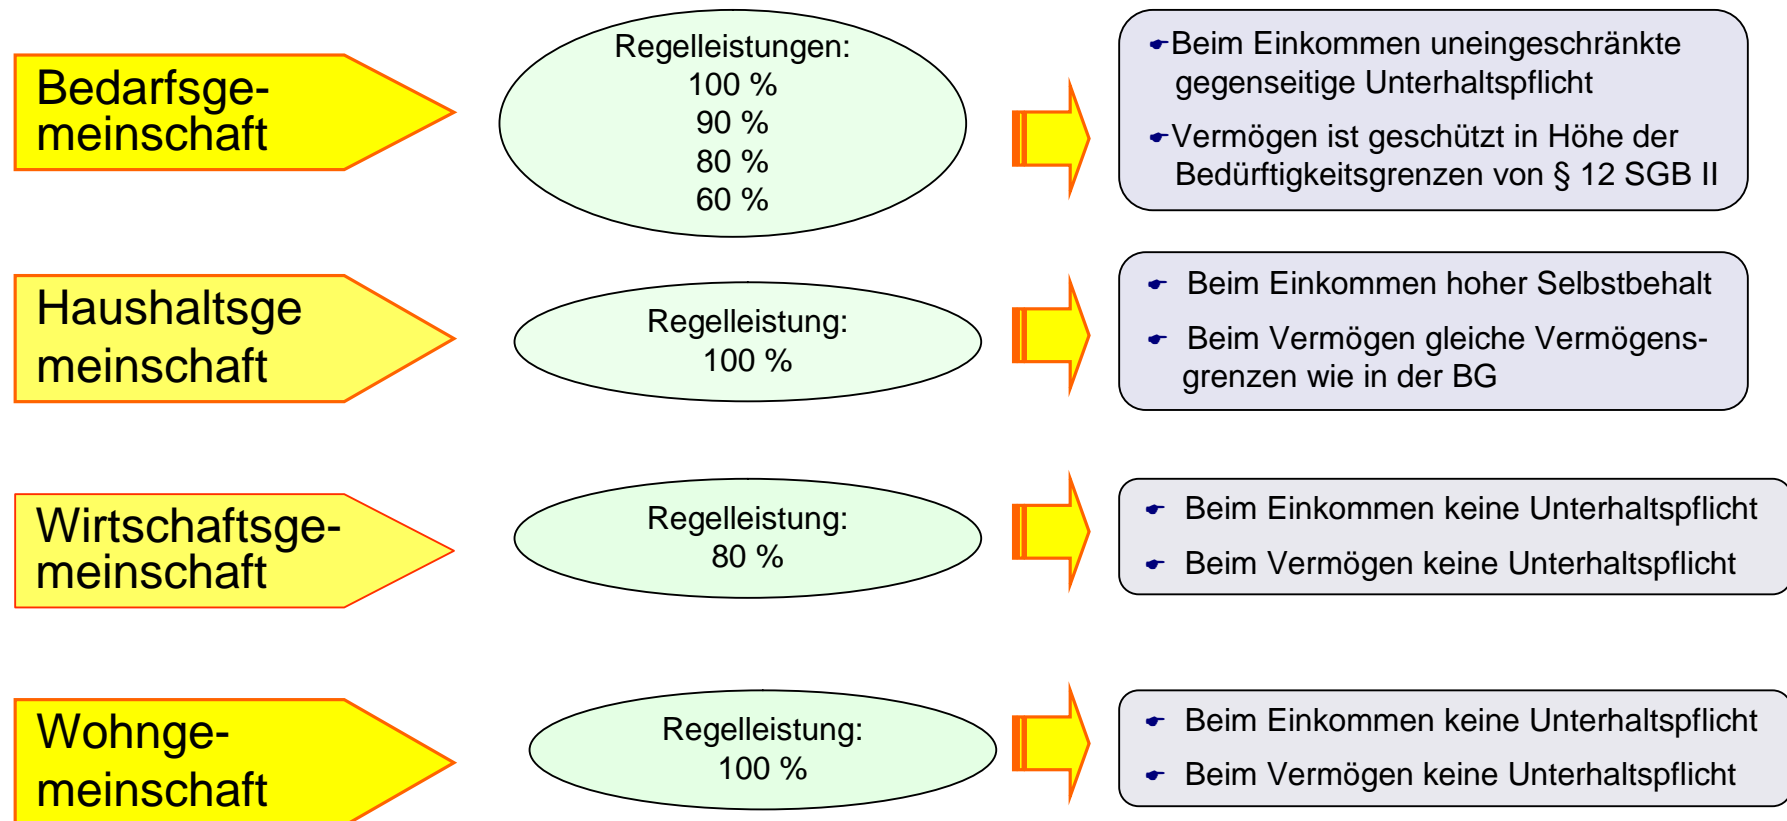 Bedarfsge-
meinschaft
Regelleistungen:
100 %
90 %
80 %
60 %
Beim Einkommen uneingeschränkte
gegenseitige Unterhaltspflicht
Vermögen ist geschützt in Höhe der
Bedürftigkeitsgrenzen von § 12 SGB II
Haushaltsge
meinschaft
Regelleistung:
100 %
Beim Einkommen hoher Selbstbehalt
Beim Vermögen gleiche Vermögens-
grenzen wie in der BG
Wirtschaftsge-
meinschaft
Regelleistung:
80 %
Beim Einkommen keine Unterhaltspflicht
Beim Vermögen keine Unterhaltspflicht
Wohnge-
meinschaft
Regelleistung:
100 %
Beim Einkommen keine Unterhaltspflicht
Beim Vermögen keine Unterhaltspflicht